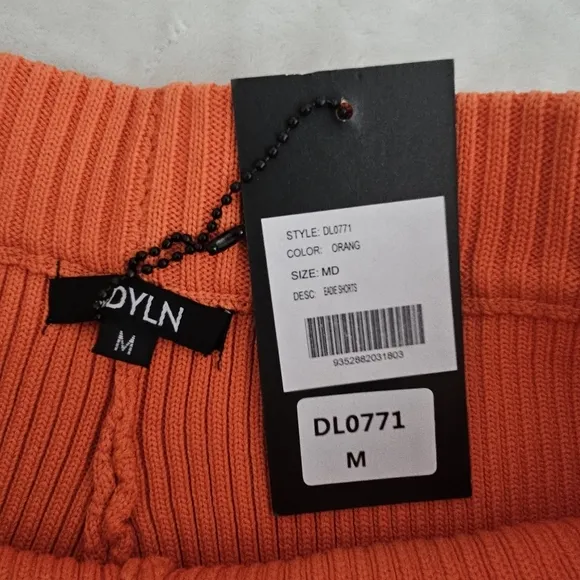 DYLN
M
STYLE: DL0771
COLOR: ORANG
SIZE: MD
DESC: EADIE SHORTS
9352882031803
DL0771
M